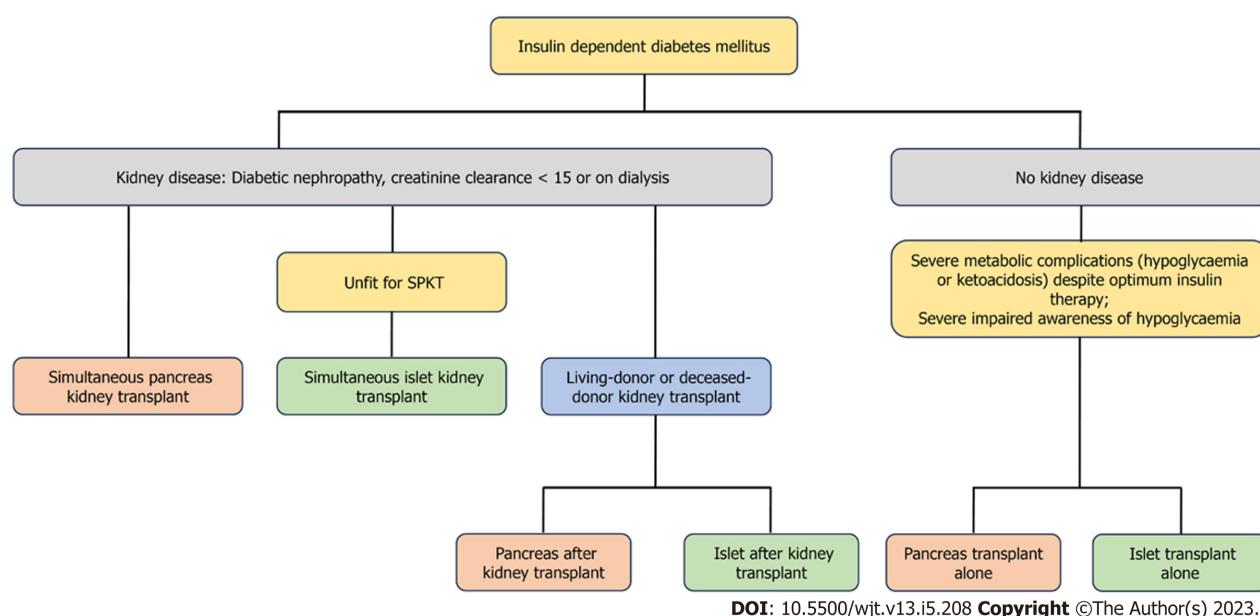 Insulin dependent diabetes mellitus
Kidney disease: Diabetic nephropathy, creatinine clearance < 15 or on dialysis
No kidney disease
Unfit for SPKT
Severe metabolic complications (hypoglycaemia
or ketoacidosis) despite optimum insulin
therapy;
Severe impaired awareness of hypoglycaemia
Simultaneous pancreas
kidney transplant
Simultaneous islet kidney
transplant
Living-donor or deceased-
donor kidney transplant
Pancreas after
kidney transplant
Islet after kidney
transplant
Pancreas transplant
alone
Islet transplant
alone
DOI: 10.5500/wjt.v13.i5.208 Copyright ©The Author(s) 2023